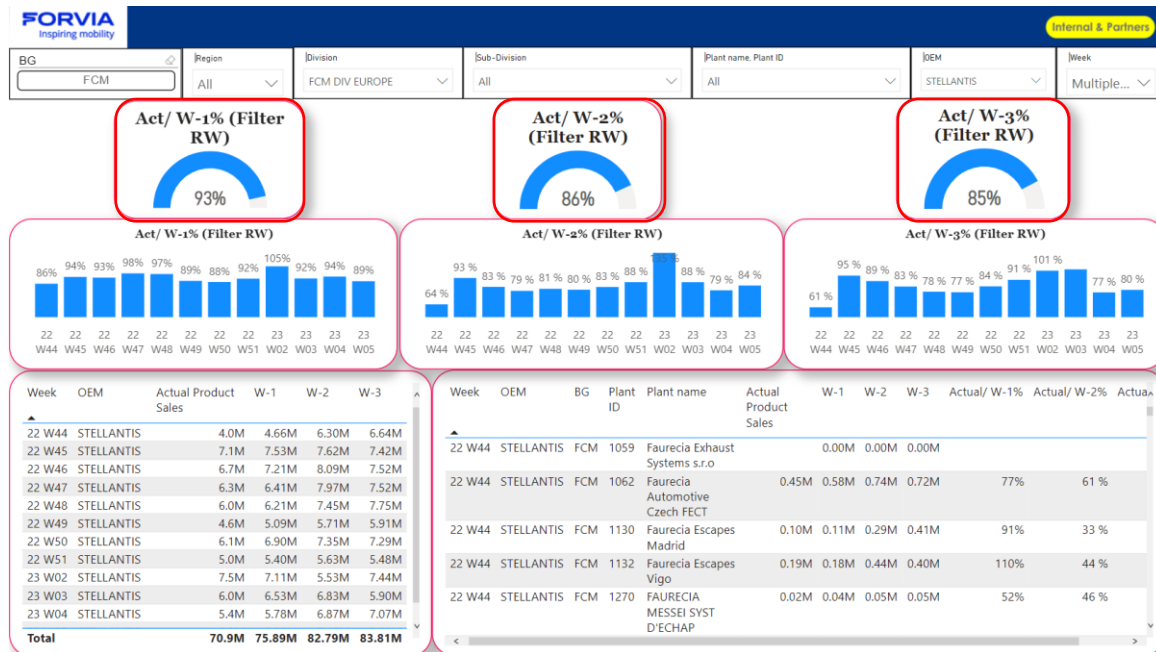 FORVIA
Inspiring mobility
Internal & Partners
BG
FCM
Region
All
Division
FCM DIV EUROPE
Sub-Division
All
Plant name, Plant ID
All
OEM
STELLANTIS
Week
Multiple...
Act/ W-1% (Filter
RW)
93%
Act/ W-2%
(Filter RW)
86%
Act/ W-3%
(Filter RW)
85%
Act/ W-1% (Filter RW)
86% 94% 93% 98% 97% 89% 88% 92% 105% 92% 94% 89%
22 22 22 22 22 22 22 22 23 23 23 23
W44 W45 W46 W47 W48 W49 W50 W51 W02 W03 W04 W05
Act/ W-2% (Filter RW)
64 % 93 % 83 % 79 % 81 % 80 % 83 % 88 % 88 % 79 % 84 %
22 22 22 22 22 22 22 22 23 23 23 23
W44 W45 W46 W47 W48 W49 W50 W51 W02 W03 W04 W05
Act/ W-3% (Filter RW)
61 % 95 % 89 % 83 % 78 % 77 % 84 % 91 % 101 % 77 % 80 %
22 22 22 22 22 22 22 22 23 23 23 23
W44 W45 W46 W47 W48 W49 W50 W51 W02 W03 W04 W05
Week OEM Actual Product W-1 W-2 W-3
Sales
22 W44 STELLANTIS 4.0M 4.66M 6.30M 6.64M
22 W45 STELLANTIS 7.1M 7.53M 7.62M 7.42M
22 W46 STELLANTIS 6.7M 7.21M 8.09M 7.52M
22 W47 STELLANTIS 6.3M 6.41M 7.97M 7.52M
22 W48 STELLANTIS 6.0M 6.21M 7.45M 7.75M
22 W49 STELLANTIS 4.6M 5.09M 5.71M 5.91M
22 W50 STELLANTIS 6.1M 6.90M 7.35M 7.29M
22 W51 STELLANTIS 5.0M 5.40M 5.63M 5.48M
23 W02 STELLANTIS 7.5M 7.11M 5.53M 7.44M
23 W03 STELLANTIS 6.0M 6.53M 6.83M 5.90M
23 W04 STELLANTIS 5.4M 5.78M 6.87M 7.07M
Total 70.9M 75.89M 82.79M 83.81M
Week OEM BG Plant Plant name Actual W-1 W-2 W-3 Actual/ W-1% Actual/ W-2% Actua
ID Product
Sales
22 W44 STELLANTIS FCM 1059 Faurecia Exhaust 0.00M 0.00M 0.00M
Systems s.r.o
22 W44 STELLANTIS FCM 1062 Faurecia 0.45M 0.58M 0.74M 0.72M 77% 61 %
Automotive
Czech FECT
22 W44 STELLANTIS FCM 1130 Faurecia Escapes 0.10M 0.11M 0.29M 0.41M 91% 33 %
Madrid
22 W44 STELLANTIS FCM 1132 Faurecia Escapes 0.19M 0.18M 0.44M 0.40M 110% 44 %
Vigo
22 W44 STELLANTIS FCM 1270 FAURECIA 0.02M 0.04M 0.05M 0.05M 52% 46 %
MESSEI SYST
D'ECHAP